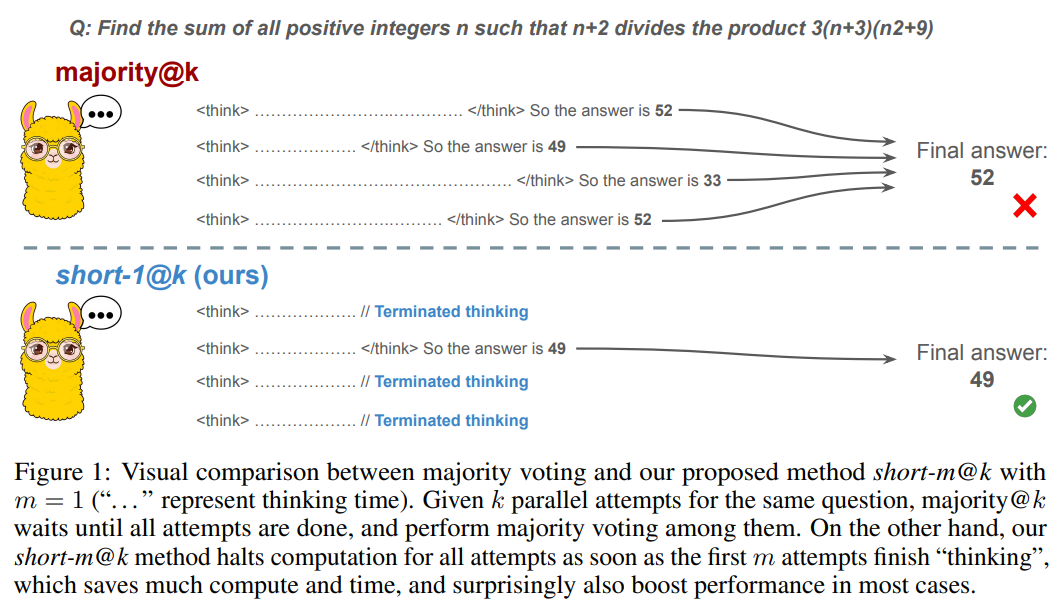 Q: Find the sum of all positive integers n such that n+2 divides the product 3(n+3)(n2+9)
majority@k
<think> ........................................ </think> So the answer is 52
<think> .................... </think> So the answer is 49
<think> .................................................. </think> So the answer is 33
<think> .................................... </think> So the answer is 52
Final answer:
52
short-1@k (ours)
<think> ................... // Terminated thinking
<think> .................... </think> So the answer is 49
<think> ................... // Terminated thinking
<think> ................... // Terminated thinking
Final answer:
49
Figure 1: Visual comparison between majority voting and our proposed method short-m@k with
m = 1 (“…” represent thinking time). Given k parallel attempts for the same question, majority@k
waits until all attempts are done, and perform majority voting among them. On the other hand, our
short-m@k method halts computation for all attempts as soon as the first m attempts finish “thinking”,
which saves much compute and time, and surprisingly also boost performance in most cases.